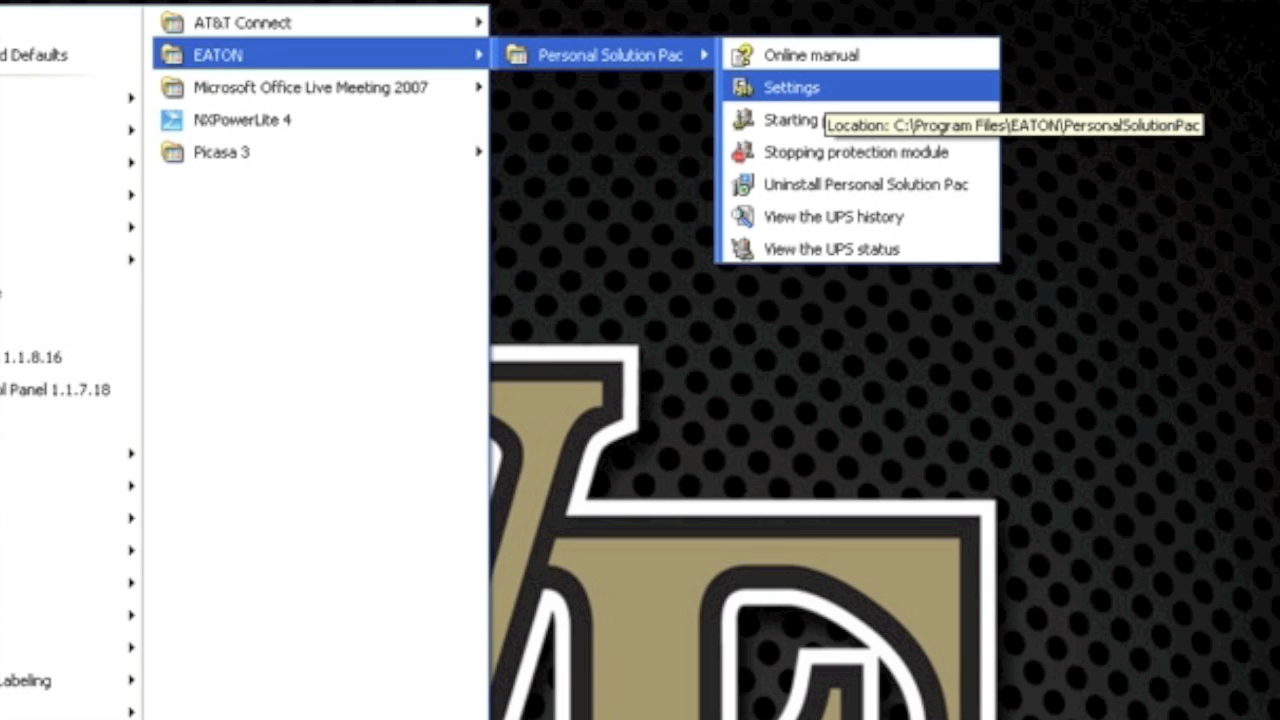 AT&T Connect
EATON
Microsoft Office Live Meeting 2007
NXPowerLite 4
Picasa 3
Personal Solution Pac
Online manual
Settings
Starting
Location: C:\Program Files\EATON\PersonalSolutionPac
Stopping protection module
Uninstall Personal Solution Pac
View the UPS history
View the UPS status
d Defaults
1.1.8.16
ol Panel 1.1.7.18
abeling